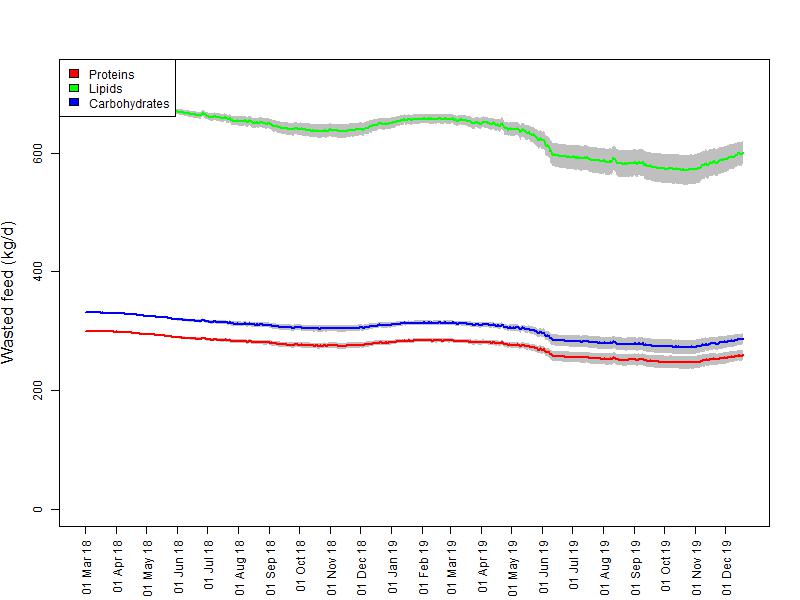 Proteins
Lipids
Carbohydrates
Wasted feed (kg/d)
600
400
200
0
01 Mar 18
01 Apr 18
01 May 18
01 Jun 18
01 Jul 18
01 Aug 18
01 Sep 18
01 Oct 18
01 Nov 18
01 Dec 18
01 Jan 19
01 Feb 19
01 Mar 19
01 Apr 19
01 May 19
01 Jun 19
01 Jul 19
01 Aug 19
01 Sep 19
01 Oct 19
01 Nov 19
01 Dec 19